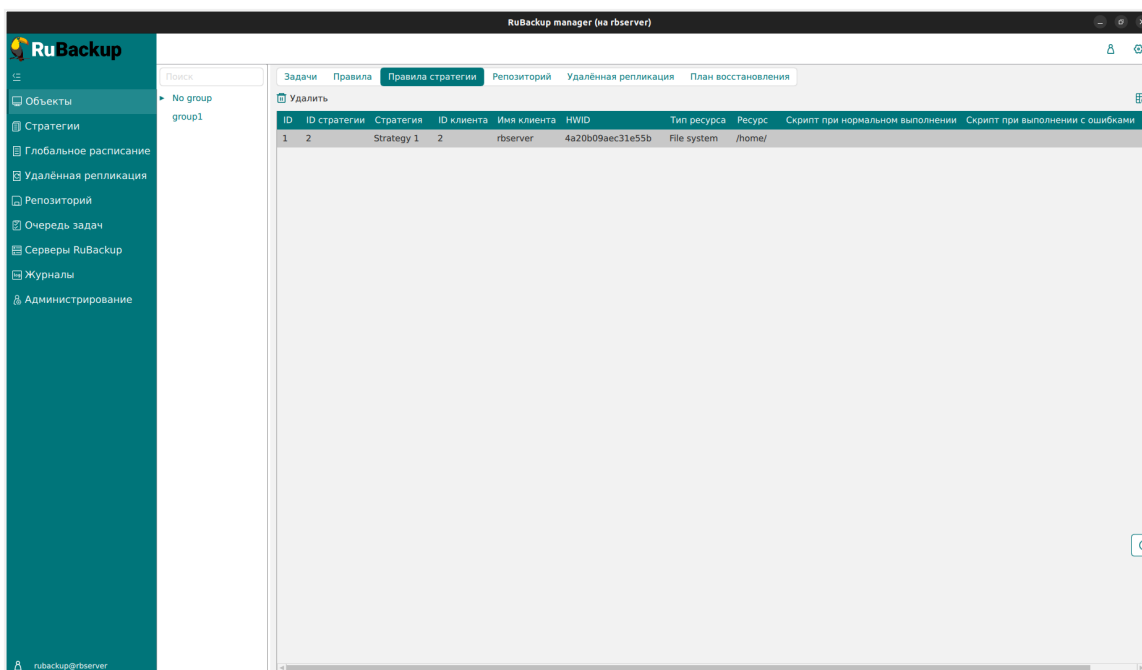 RuBackup manager (на rbserver)
RuBackup
Поиск
Задачи Правила Правила стратегии Репозиторий Удалённая репликация План восстановления
Объекты
No group
Удалить
group1
Стратегии
ID ID стратегии Стратегия ID клиента Имя клиента HWID Тип ресурса Ресурс Скрипт при нормальном выполнении Скрипт при выполнении с ошибками
1 2 Strategy 1 2 rbserver 4a20b09aec31e55b File system /home/
Глобальное расписание
Удалённая репликация
Репозиторий
Очередь задач
Серверы RuBackup
Журналы
Администрирование
rubackup@rbserver